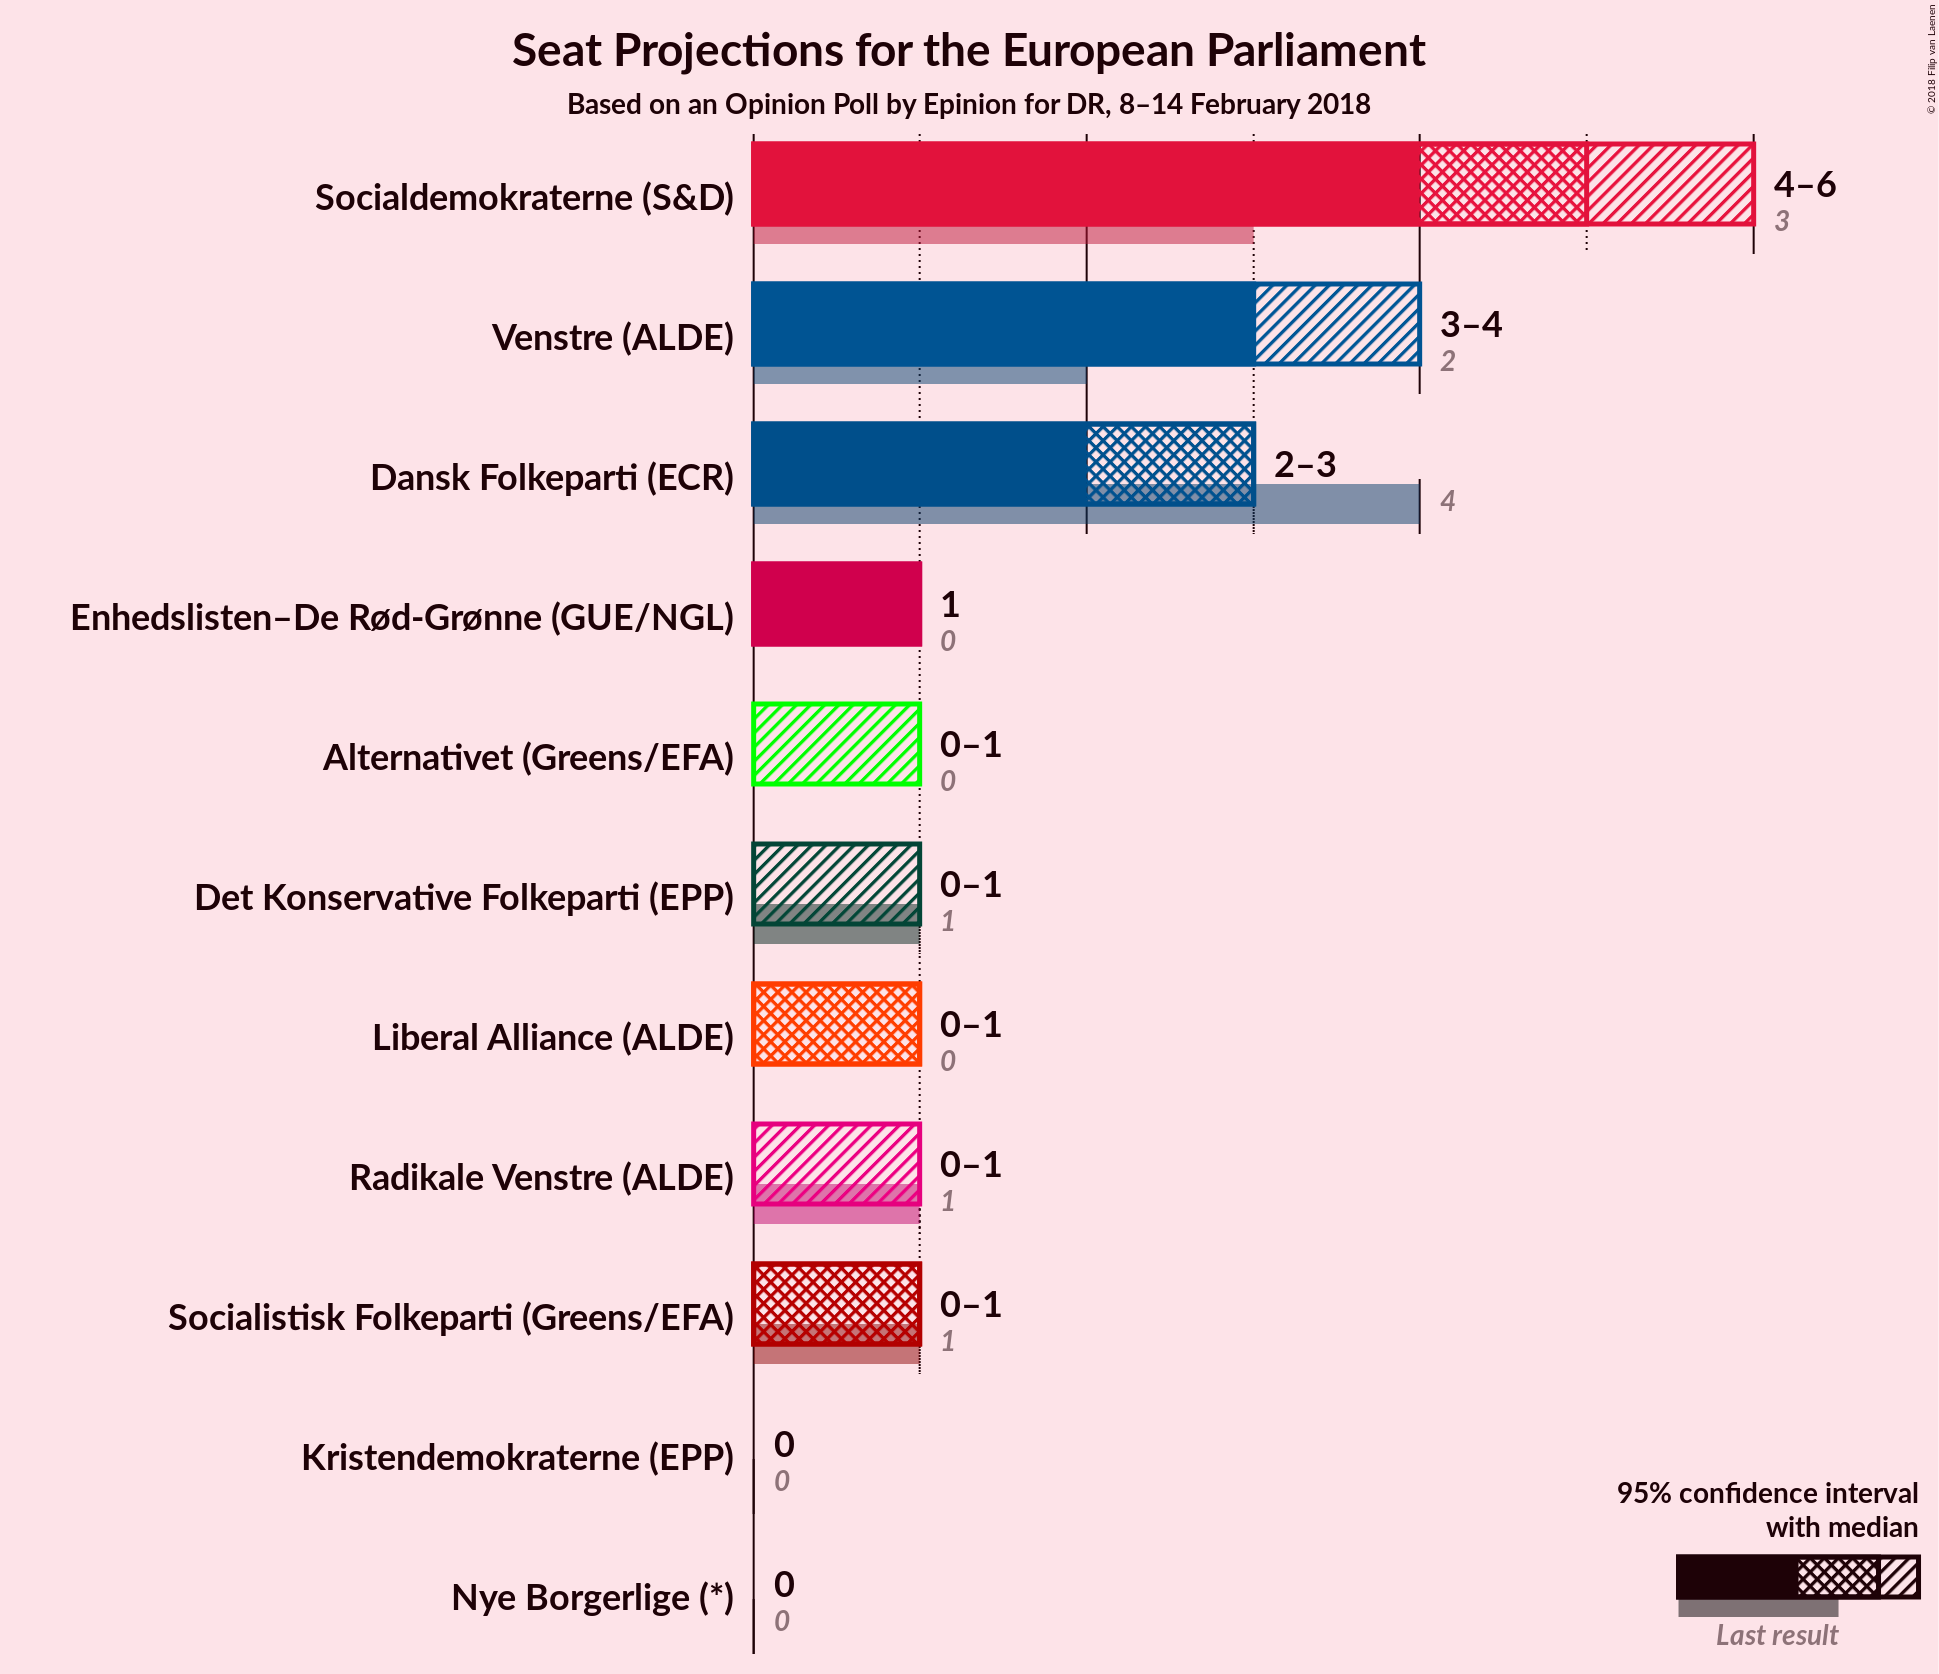 Seat Projections for the European Parliament
Based on an Opinion Poll by Epinion for DR, 8–14 February 2018
© 2018 Filip van Laenen
Socialdemokraterne (S&D)
4–6
3
Venstre (ALDE)
3–4
2
Dansk Folkeparti (ECR)
2–3
4
Enhedslisten–De Rød-Grønne (GUE/NGL)
1
0
Alternativet (Greens/EFA)
0–1
0
Det Konservative Folkeparti (EPP)
0–1
1
Liberal Alliance (ALDE)
0–1
0
Radikale Venstre (ALDE)
0–1
1
Socialistisk Folkeparti (Greens/EFA)
0–1
1
Kristendemokraterne (EPP)
0
0
Nye Borgerlige (*)
0
0
95% confidence interval
with median
Last result